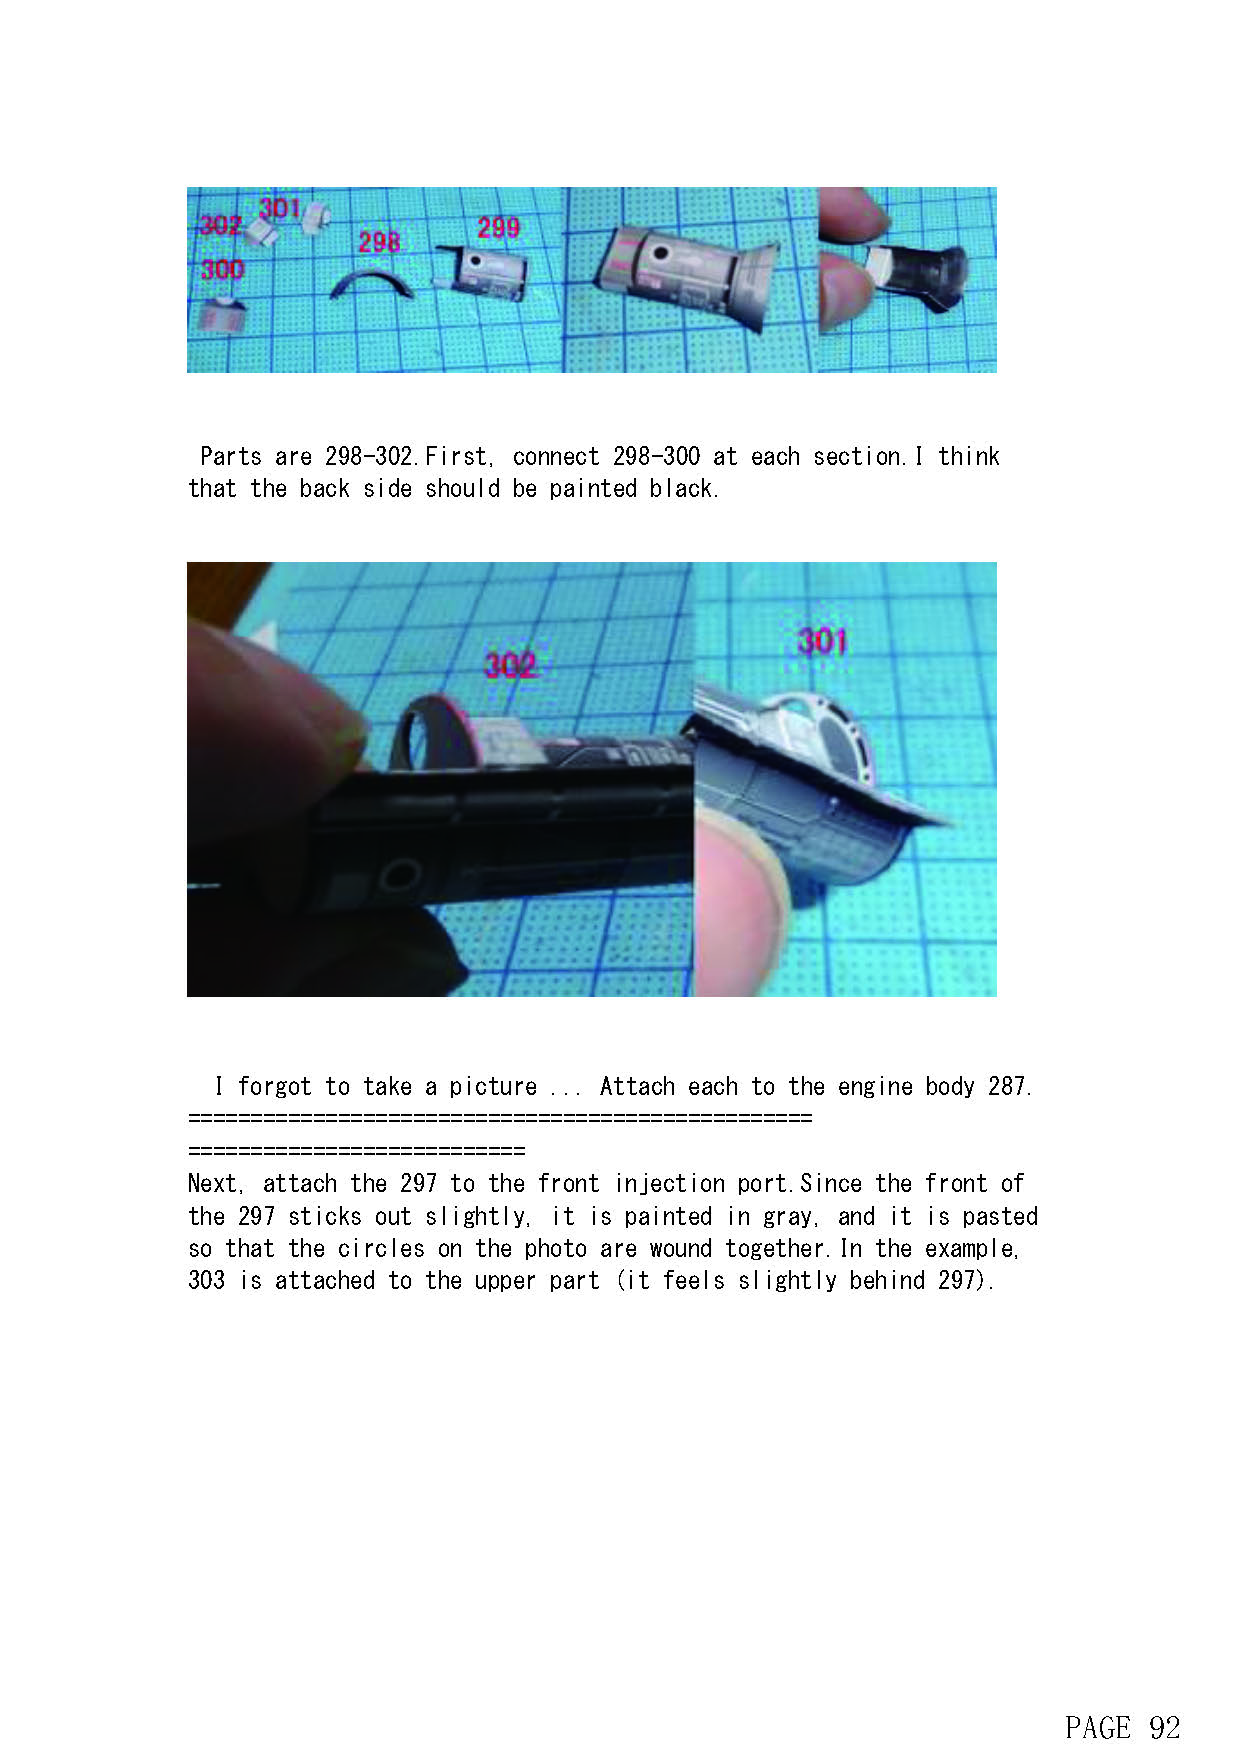 302 301
300
298
299
Parts are 298-302.First, connect 298-300 at each section.I think
that the back side should be painted black.
302
301
I forgot to take a picture ... Attach each to the engine body 287.
==================================================
===========================
Next, attach the 297 to the front injection port.Since the front of
the 297 sticks out slightly, it is painted in gray, and it is pasted
so that the circles on the photo are wound together.In the example,
303 is attached to the upper part (it feels slightly behind 297).
PAGE 92